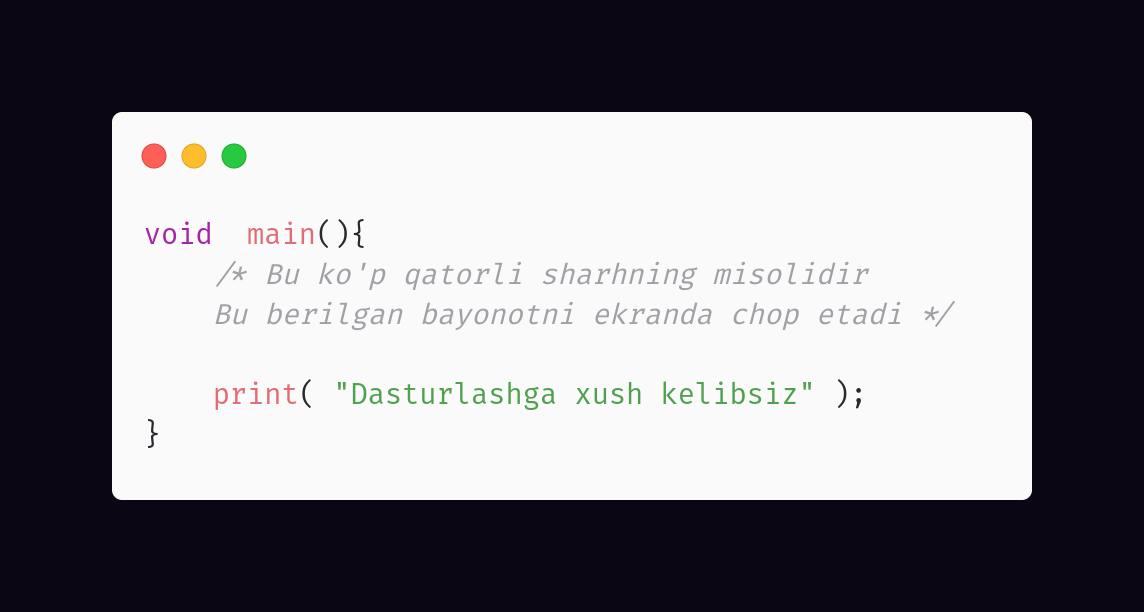 void  main(){
/* Bu ko'p qatorli sharhning misolidir
Bu berilgan bayonotni ekranda chop etadi */
print( "Dasturlashga xush kelibsiz" );
}